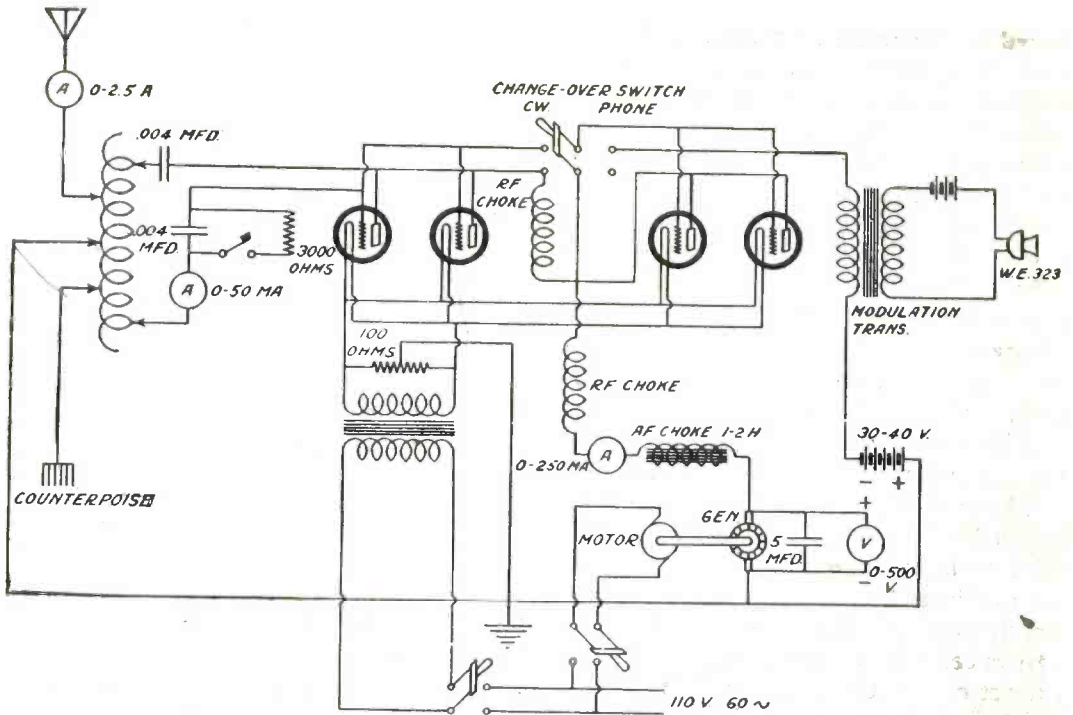 A
0-2.5 A
.004 MFD.
CHANGE-OVER SWITCH
CW. PHONE
RF
CHOKE
.004
MFD.
3000
OHMS
A
0-50 MA
W.E. 323
MODULATION
TRANS.
100
OHMS
RF CHOKE
AF CHOKE 1-2 H
0-250 MA
A
30-40 V.
- +
COUNTERPOISE
MOTOR
GEN
5
MFD.
+
V
0-500
V.
-
110 V 60 ~